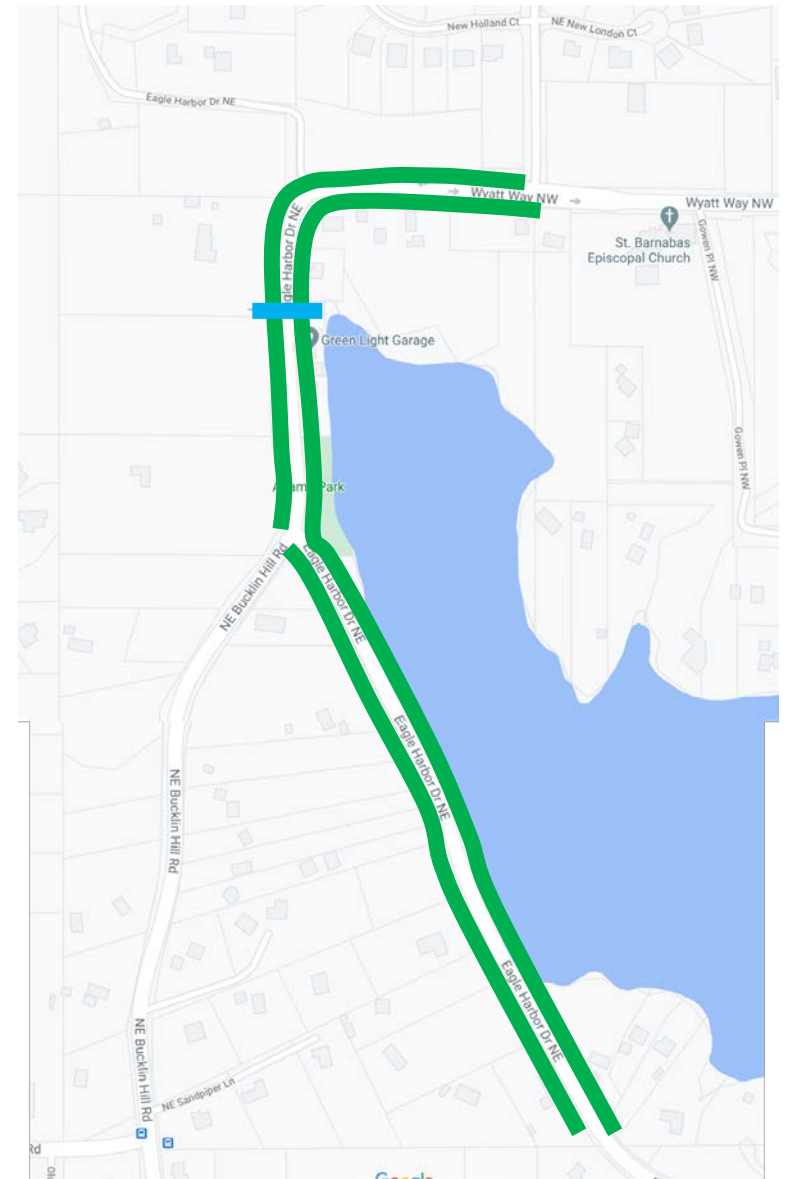 New Holland Ct
NE New London Ct
Eagle Harbor Dr NE
Wyatt Way NW
Wyatt Way NW
St. Barnabas
Episcopal Church
Gowen Pl NW
Harbor Dr NE
Green Light Garage
Park
Gowen Pl NW
NE Bucklin Hill Rd
Eagle Harbor Dr NE
Eagle Harbor Dr NE
NE Bucklin Hill Rd
Eagle Harbor Dr NE
NE Bucklin Hill Rd
NE Sandpiper Ln
Rd